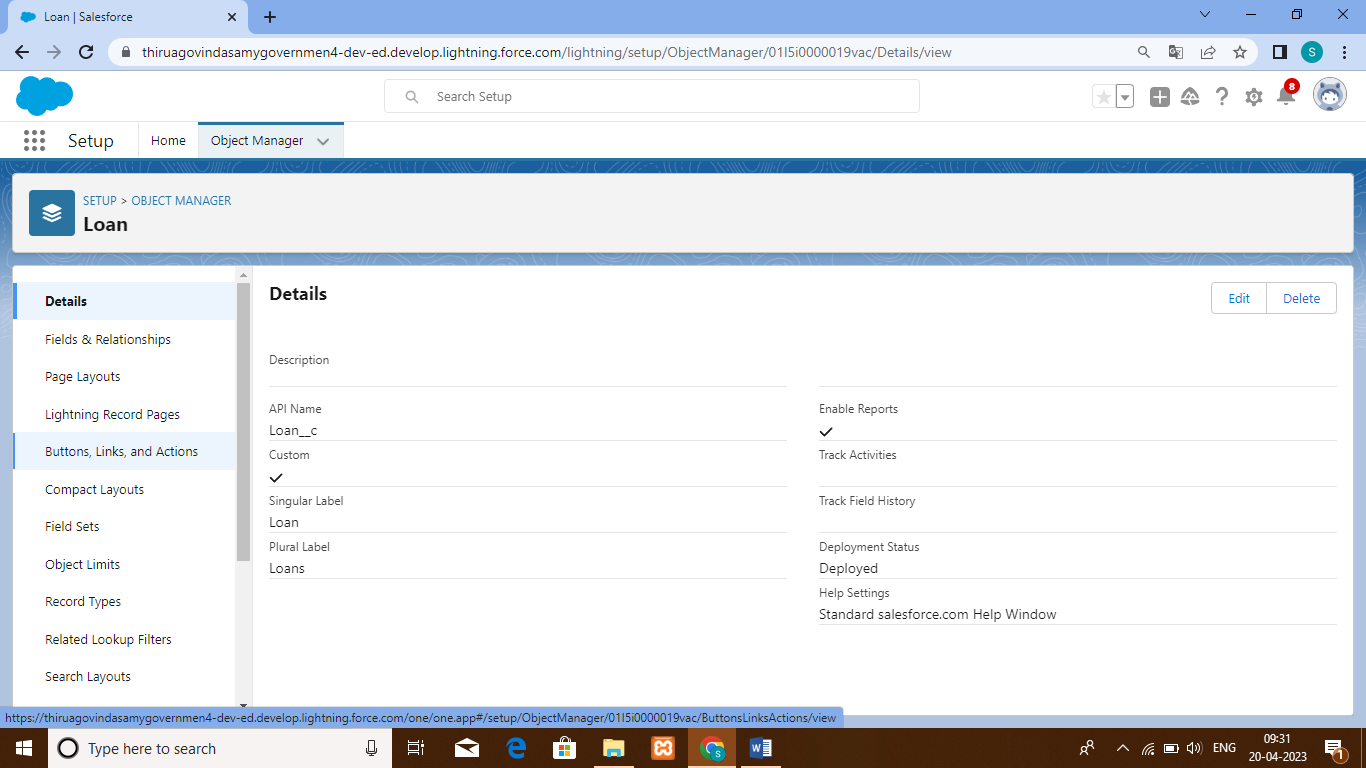 Loan | Salesforce
thiruagovindasamygovernmen4-dev-ed.develop.lightning.force.com/lightning/setup/ObjectManager/01I5i0000019vac/Details/view
S
Search Setup
8
Setup
Home
Object Manager
SETUP > OBJECT MANAGER
Loan
Details
Fields & Relationships
Page Layouts
Lightning Record Pages
Buttons, Links, and Actions
Compact Layouts
Field Sets
Object Limits
Record Types
Related Lookup Filters
Search Layouts
Details
Edit
Delete
Description
API Name
Loan__c
Custom
Singular Label
Loan
Plural Label
Loans
Enable Reports
Track Activities
Track Field History
Deployment Status
Deployed
Help Settings
Standard salesforce.com Help Window
https://thiruagovindasamygovernmen4-dev-ed.develop.lightning.force.com/one/one.app#/setup/ObjectManager/01I5i0000019vac/ButtonsLinksActions/view
Type here to search
S
ENG
09:31
20-04-2023
1